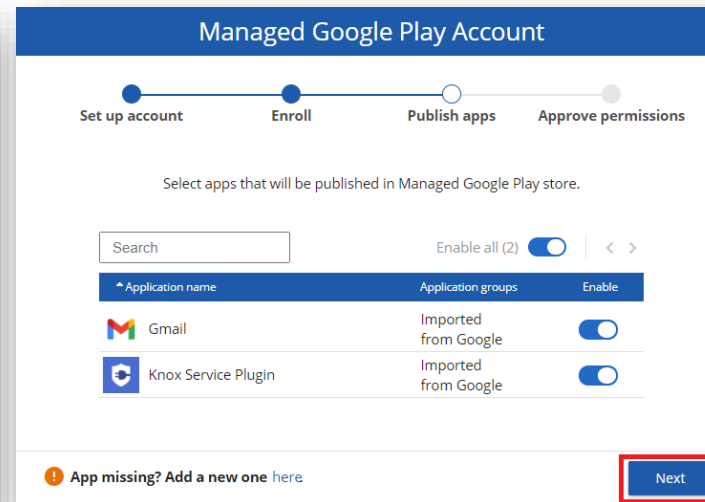 Managed Google Play Account
Set up account Enroll Publish apps Approve permissions
Select apps that will be published in Managed Google Play store.
Search Enable all (2)
Application name Application groups Enable
Gmail Imported
from Google
Knox Service Plugin Imported
from Google
App missing? Add a new one here
Next